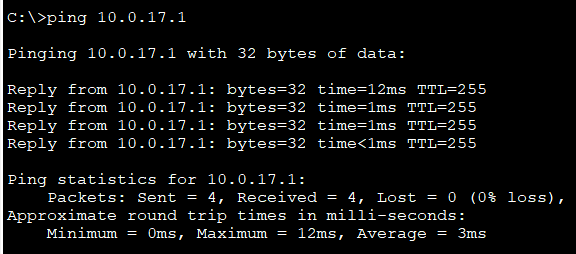 C:\>ping 10.0.17.1
Pinging 10.0.17.1 with 32 bytes of data:
Reply from 10.0.17.1: bytes=32 time=12ms TTL=255
Reply from 10.0.17.1: bytes=32 time=1ms TTL=255
Reply from 10.0.17.1: bytes=32 time=1ms TTL=255
Reply from 10.0.17.1: bytes=32 time<1ms TTL=255
Ping statistics for 10.0.17.1:
    Packets: Sent = 4, Received = 4, Lost = 0 (0% loss),
Approximate round trip times in milli-seconds:
    Minimum = 0ms, Maximum = 12ms, Average = 3ms